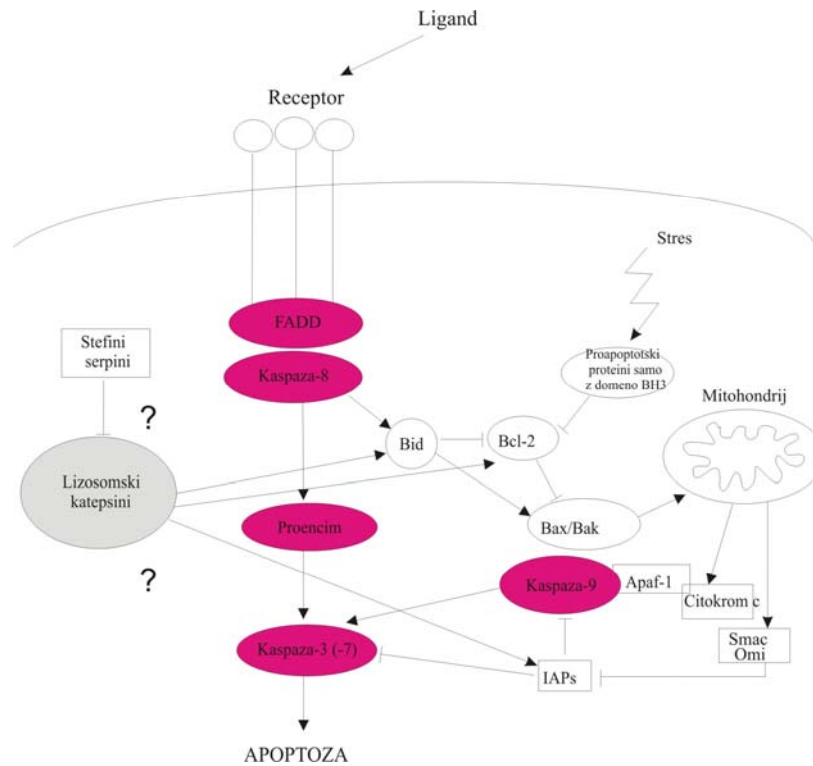 Ligand
Receptor
Stres
FADD
Stefini
serpini
Kaspaza-8
Proapoptotski
proteini samo
z domeno BH3
Mitohondrij
?
Bid
Bcl-2
Lizosomski
katepsini
Proencim
Bax/Bak
?
Kaspaza-9
Apaf-1
Citokrom c
Kaspaza-3 (-7)
IAPs
Smac
Omi
APOPTOZA